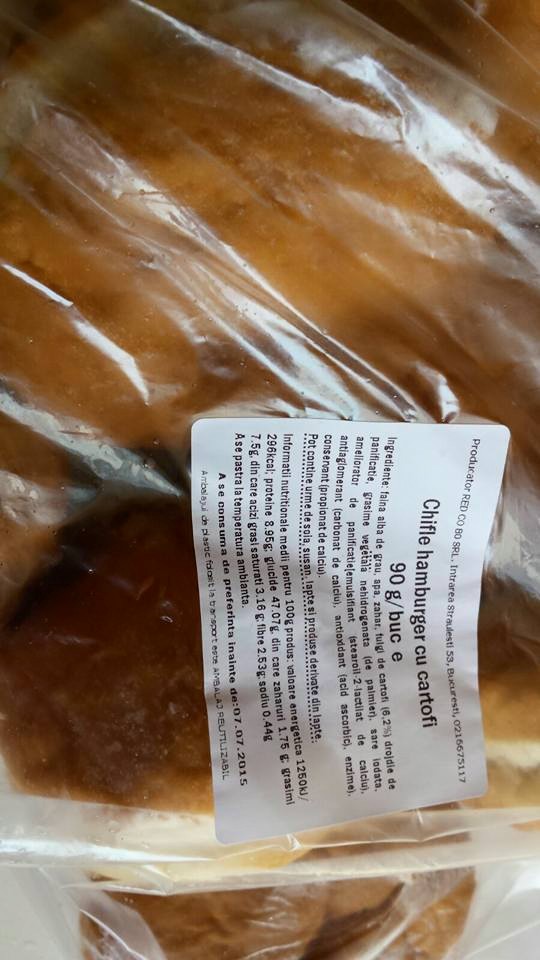 Producator RED CO 80 SRL, Intrarea Straulesti 53, Bucuresti, 0216675117
Chifle hamburger cu cartofi
90 g/buc e
Ingrediente: faina alba de grau, apa, zahar, fulgi de cartofi (6,2%) drojdie de
panificatie, grasime vegetala nehidrogenata (de palmier), sare iodata,
ameliorator de panificatie[emulsifiant (stearoil-2-lactilat de calciu),
antiaglomerant (carbonat de calciu), antioxidant (acid ascorbic), enzime),
conservant (propionat de calciu).
Pot contine urme de soia, susan, lapte si produse derivate din lapte.
Informatii nutritionale medii pentru 100g produs: valoare energetica 1250kJ/
296kcal; proteine 8.95g; glucide 47.07g, din care zaharuri 1.75 g; grasimi
7.5g, din care acizi grasi saturati 3.16 g; fibre 2.53g; sodiu 0.44g
A se pastra la temperatura ambianta.
A se consuma de preferinta inainte de:07.07.2015
Ambalajul de plastic folosit la transport este AMBALAJ REUTILIZABIL